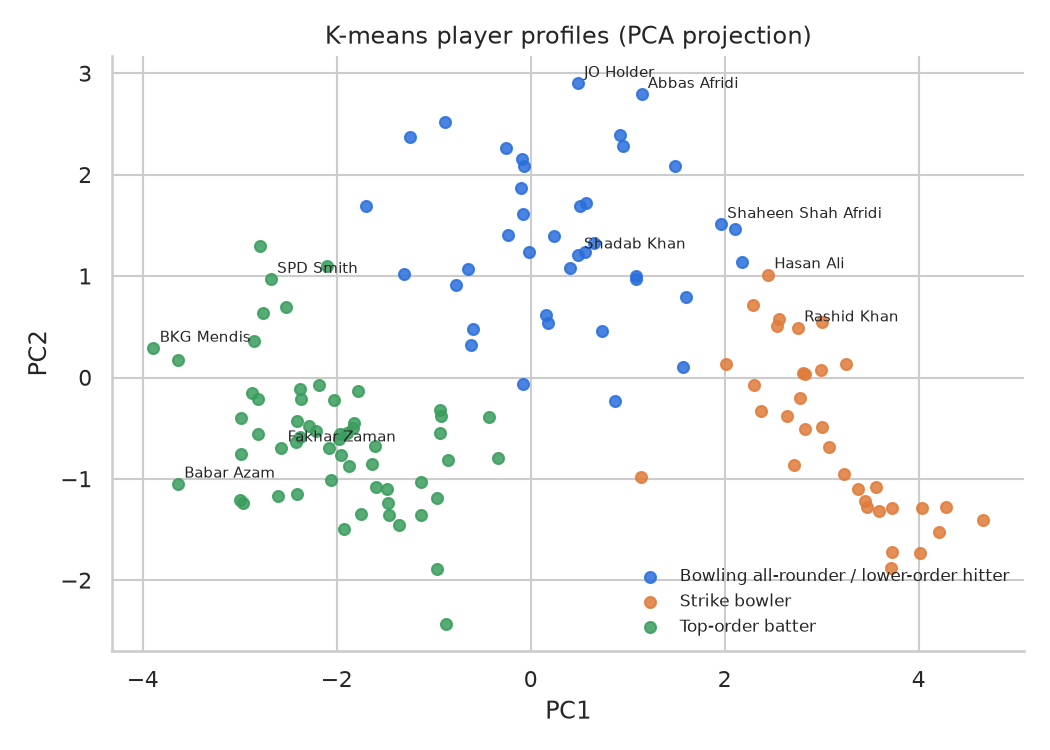 K-means player profiles (PCA projection)
3
JO Holder
Abbas Afridi
2
Shaheen Shah Afridi
Shadab Khan
Hasan Ali
SPD Smith
1
Rashid Khan
BKG Mendis
PC2
0
Fakhar Zaman
Babar Azam
−1
−2
Bowling all-rounder / lower-order hitter
Strike bowler
Top-order batter
−4
−2
0
2
4
PC1